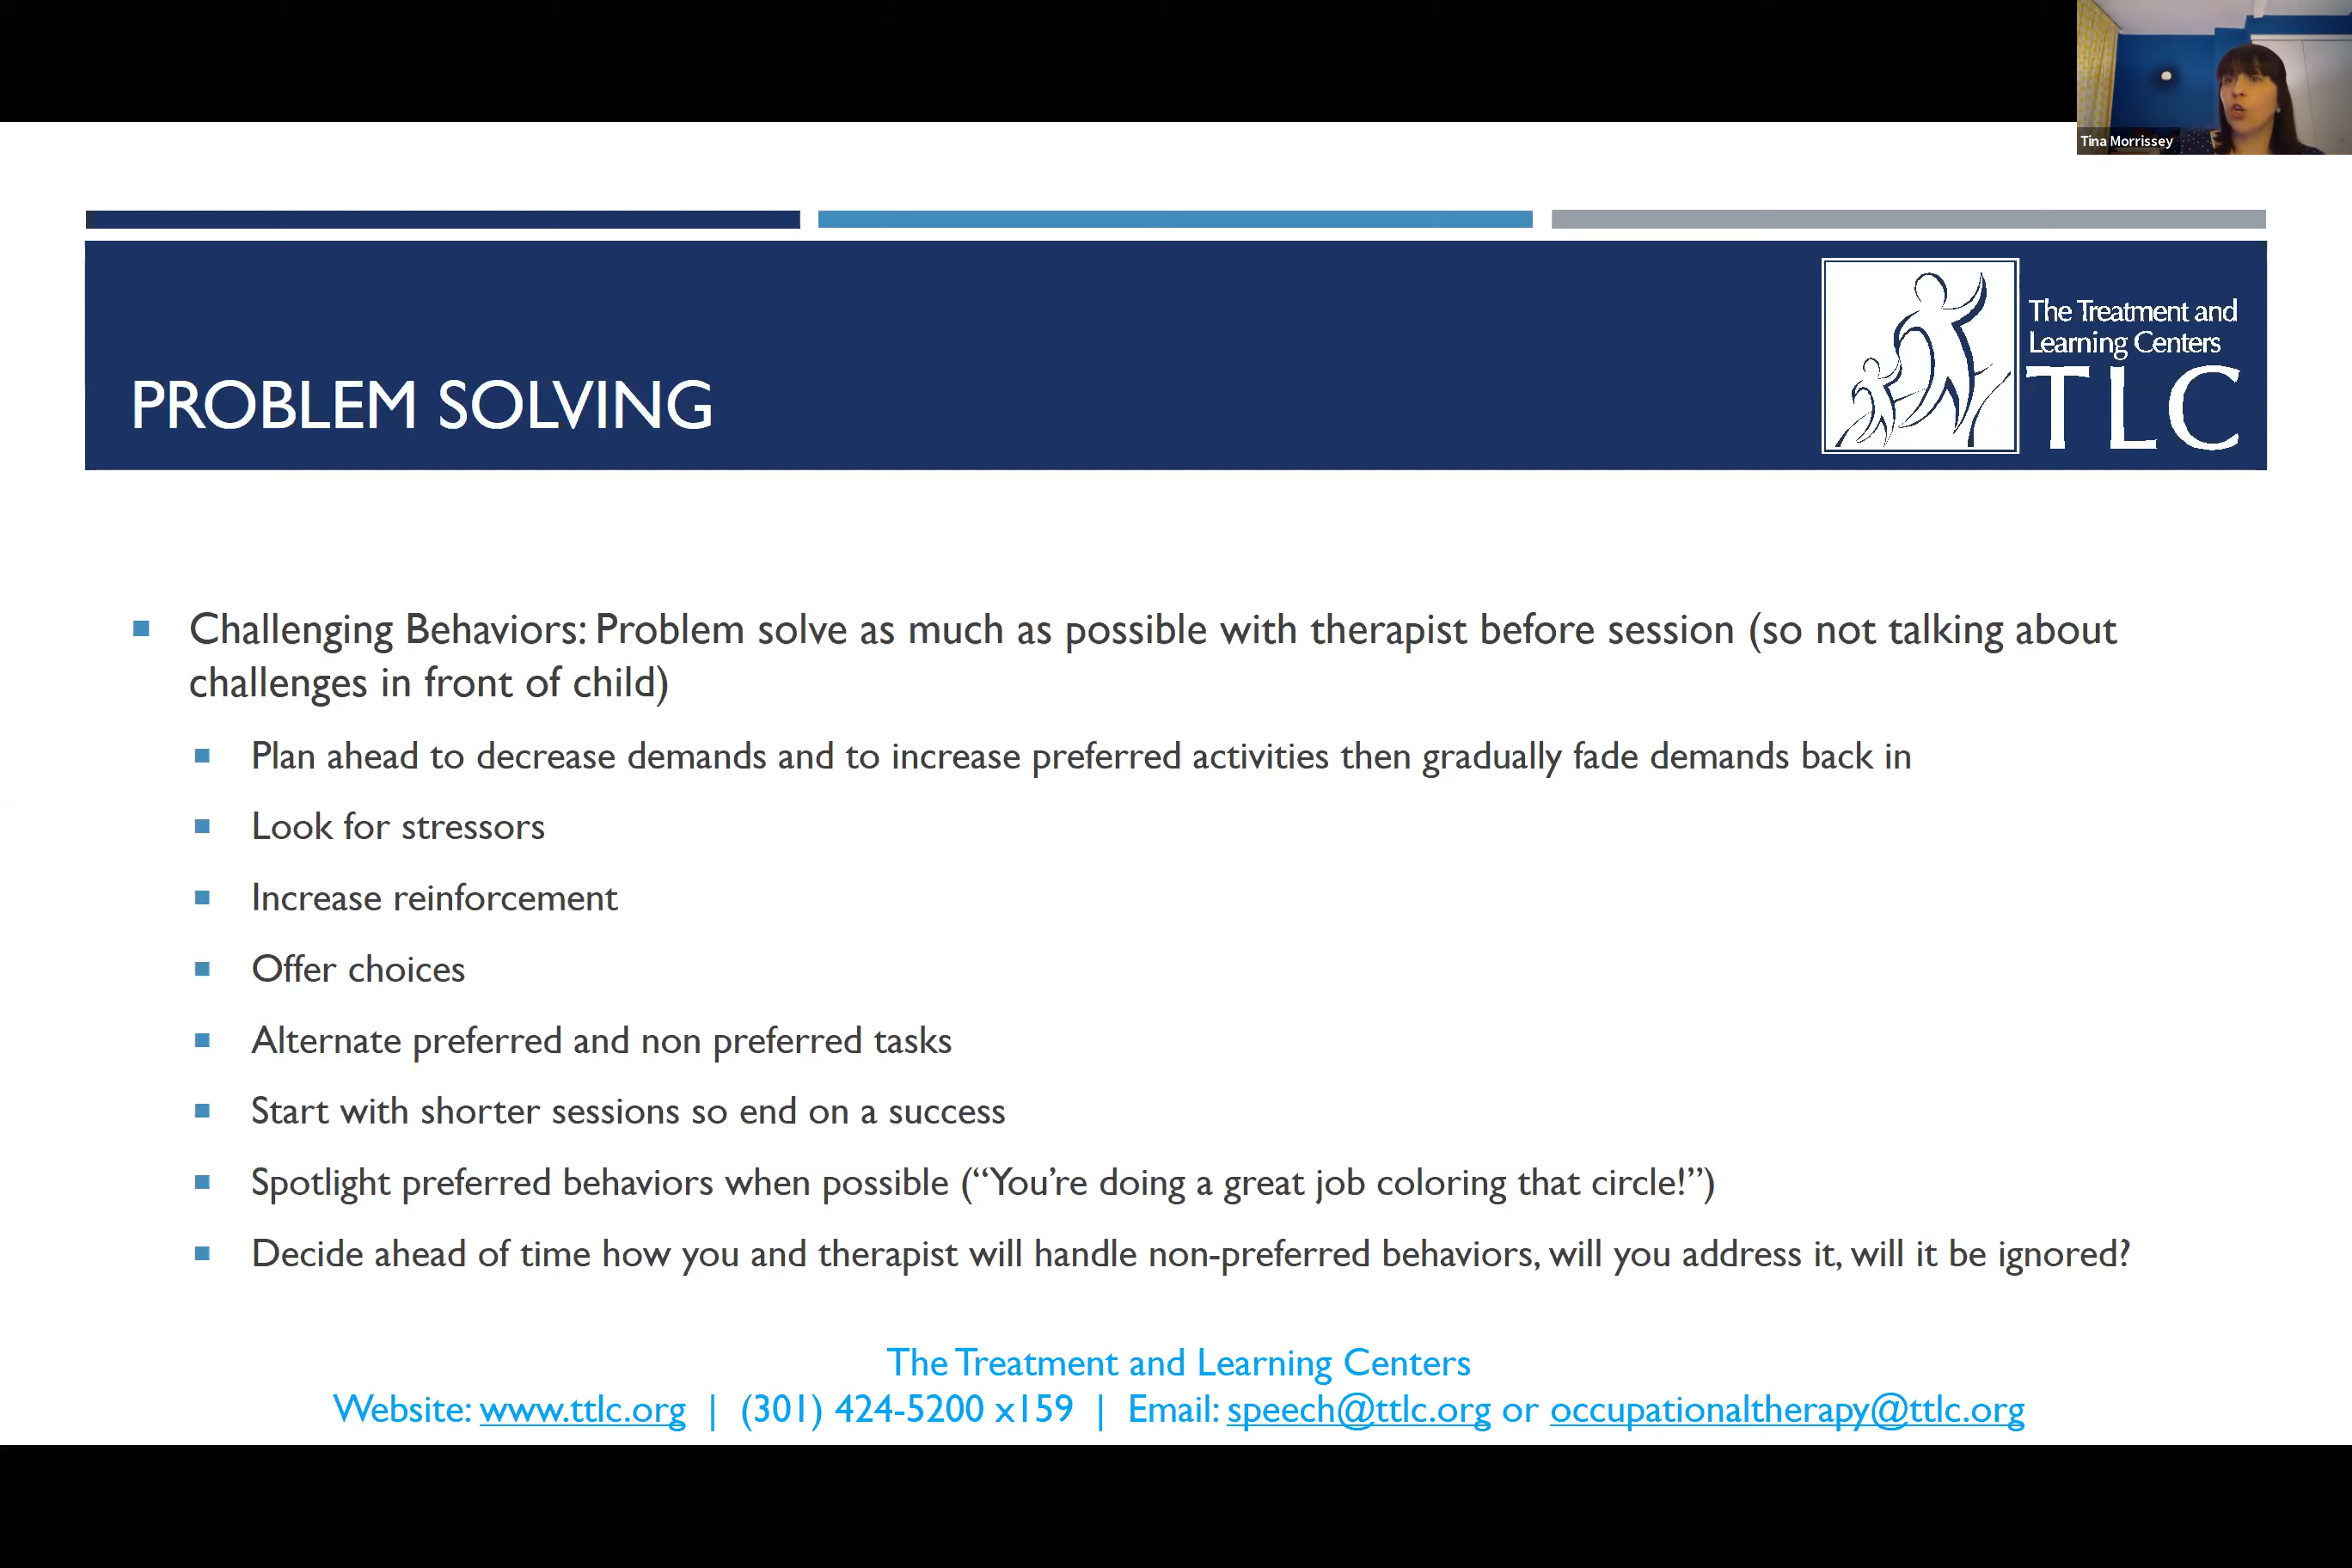 Tina Morrissey
The Treatment and
Learning Centers
TLC
PROBLEM SOLVING
Challenging Behaviors: Problem solve as much as possible with therapist before session (so not talking about
challenges in front of child)
Plan ahead to decrease demands and to increase preferred activities then gradually fade demands back in
Look for stressors
Increase reinforcement
Offer choices
Alternate preferred and non preferred tasks
Start with shorter sessions so end on a success
Spotlight preferred behaviors when possible (“You’re doing a great job coloring that circle!”)
Decide ahead of time how you and therapist will handle non-preferred behaviors, will you address it, will it be ignored?
The Treatment and Learning Centers
Website: www.ttlc.org | (301) 424-5200 x159 | Email: speech@ttlc.org or occupationaltherapy@ttlc.org